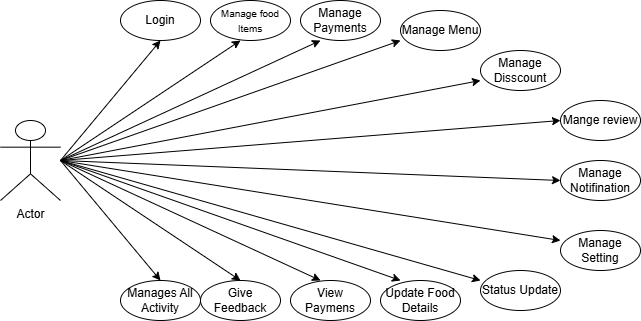 Login
Manage food
Items
Manage
Payments
Manage Menu
Manage
Disscount
Mange review
Manage
Notifination
Manage
Setting
Actor
Manages All
Activity
Give
Feedback
View
Paymens
Update Food
Details
Status Update